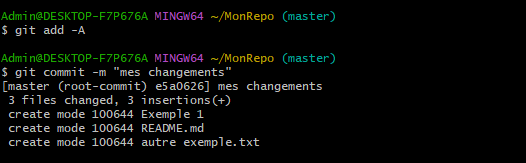 Admin@DESKTOP-F7P676A MINGW64 ~/MonRepo (master)
$ git add -A
Admin@DESKTOP-F7P676A MINGW64 ~/MonRepo (master)
$ git commit -m "mes changements"
[master (root-commit) e5a0626] mes changements
 3 files changed, 3 insertions(+)
 create mode 100644 Exemple 1
 create mode 100644 README.md
 create mode 100644 autre exemple.txt